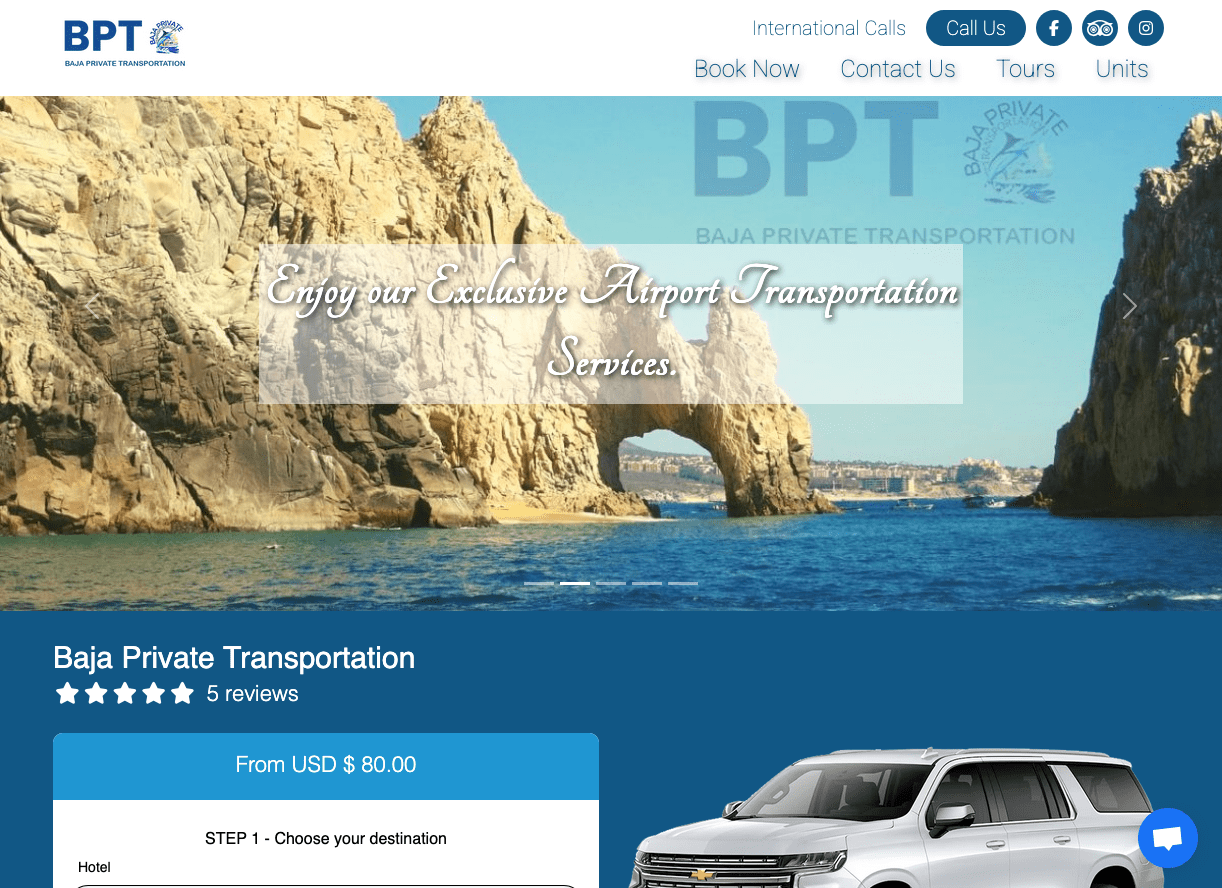 BPT
BAJA PRIVATE
TRANSPORTATION
BAJA PRIVATE TRANSPORTATION
International Calls
Call Us
Book Now
Contact Us
Tours
Units
BPT
BAJA PRIVATE
TRANSPORTATION
BAJA PRIVATE TRANSPORTATION
Enjoy our Exclusive Airport Transportation
Services.
Baja Private Transportation
5 reviews
From USD $ 80.00
STEP 1 - Choose your destination
Hotel